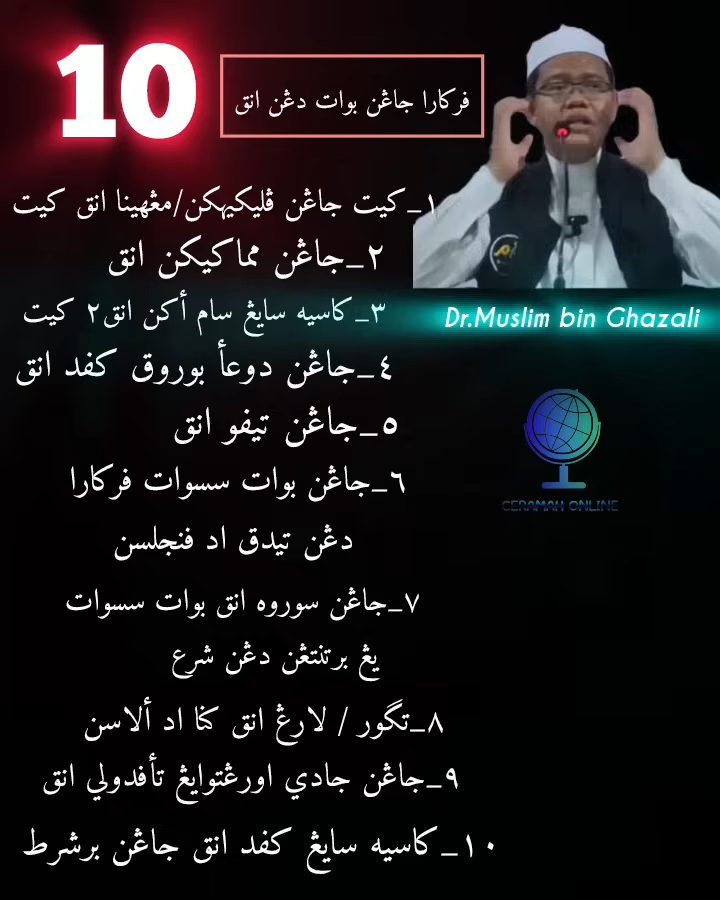 10
فركارا جاڠن بوات دڠن انق
١_كيت جاڠن ڤليكيهكن/مڠهينا انق كيت
٢_جاڠن مماكيكن انق
٣_كاسيه سايڠ سام أكن انق٢ كيت
٤_جاڠن دوعأ بوروق كفد انق
٥_جاڠن تيفو انق
٦_جاڠن بوات سسوات فركارا
دڠن تيدق اد فنجلسن
٧_جاڠن سوروه انق بوات سسوات
يڠ برتنتڠن دڠن شرع
٨_تݢور / لارڠ انق كنا اد ألاسن
٩_جاڠن جادي اورڠتوايڠ تأفدولي انق
١٠_كاسيه سايڠ كفد انق جاڠن برشرط
Dr.Muslim bin Ghazali
CERAMAH ONLINE